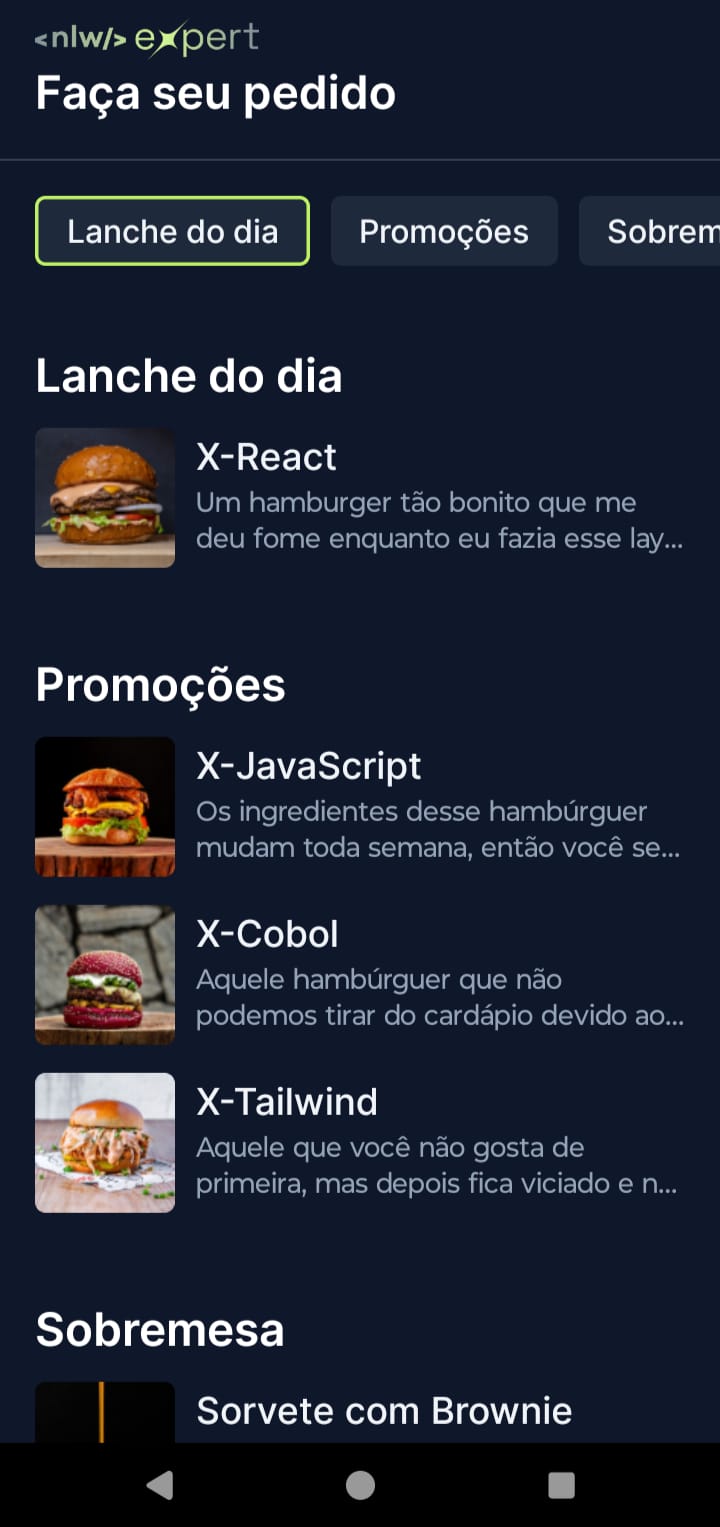 <nlw/> expert
Faça seu pedido
Lanche do dia Promoções Sobrem
Lanche do dia
X-React
Um hamburger tão bonito que me
deu fome enquanto eu fazia esse lay...
Promoções
X-JavaScript
Os ingredientes desse hambúrguer
mudam toda semana, então você se...
X-Cobol
Aquele hambúrguer que não
podemos tirar do cardápio devido ao...
X-Tailwind
Aquele que você não gosta de
primeira, mas depois fica viciado e n...
Sobremesa
Sorvete com Brownie